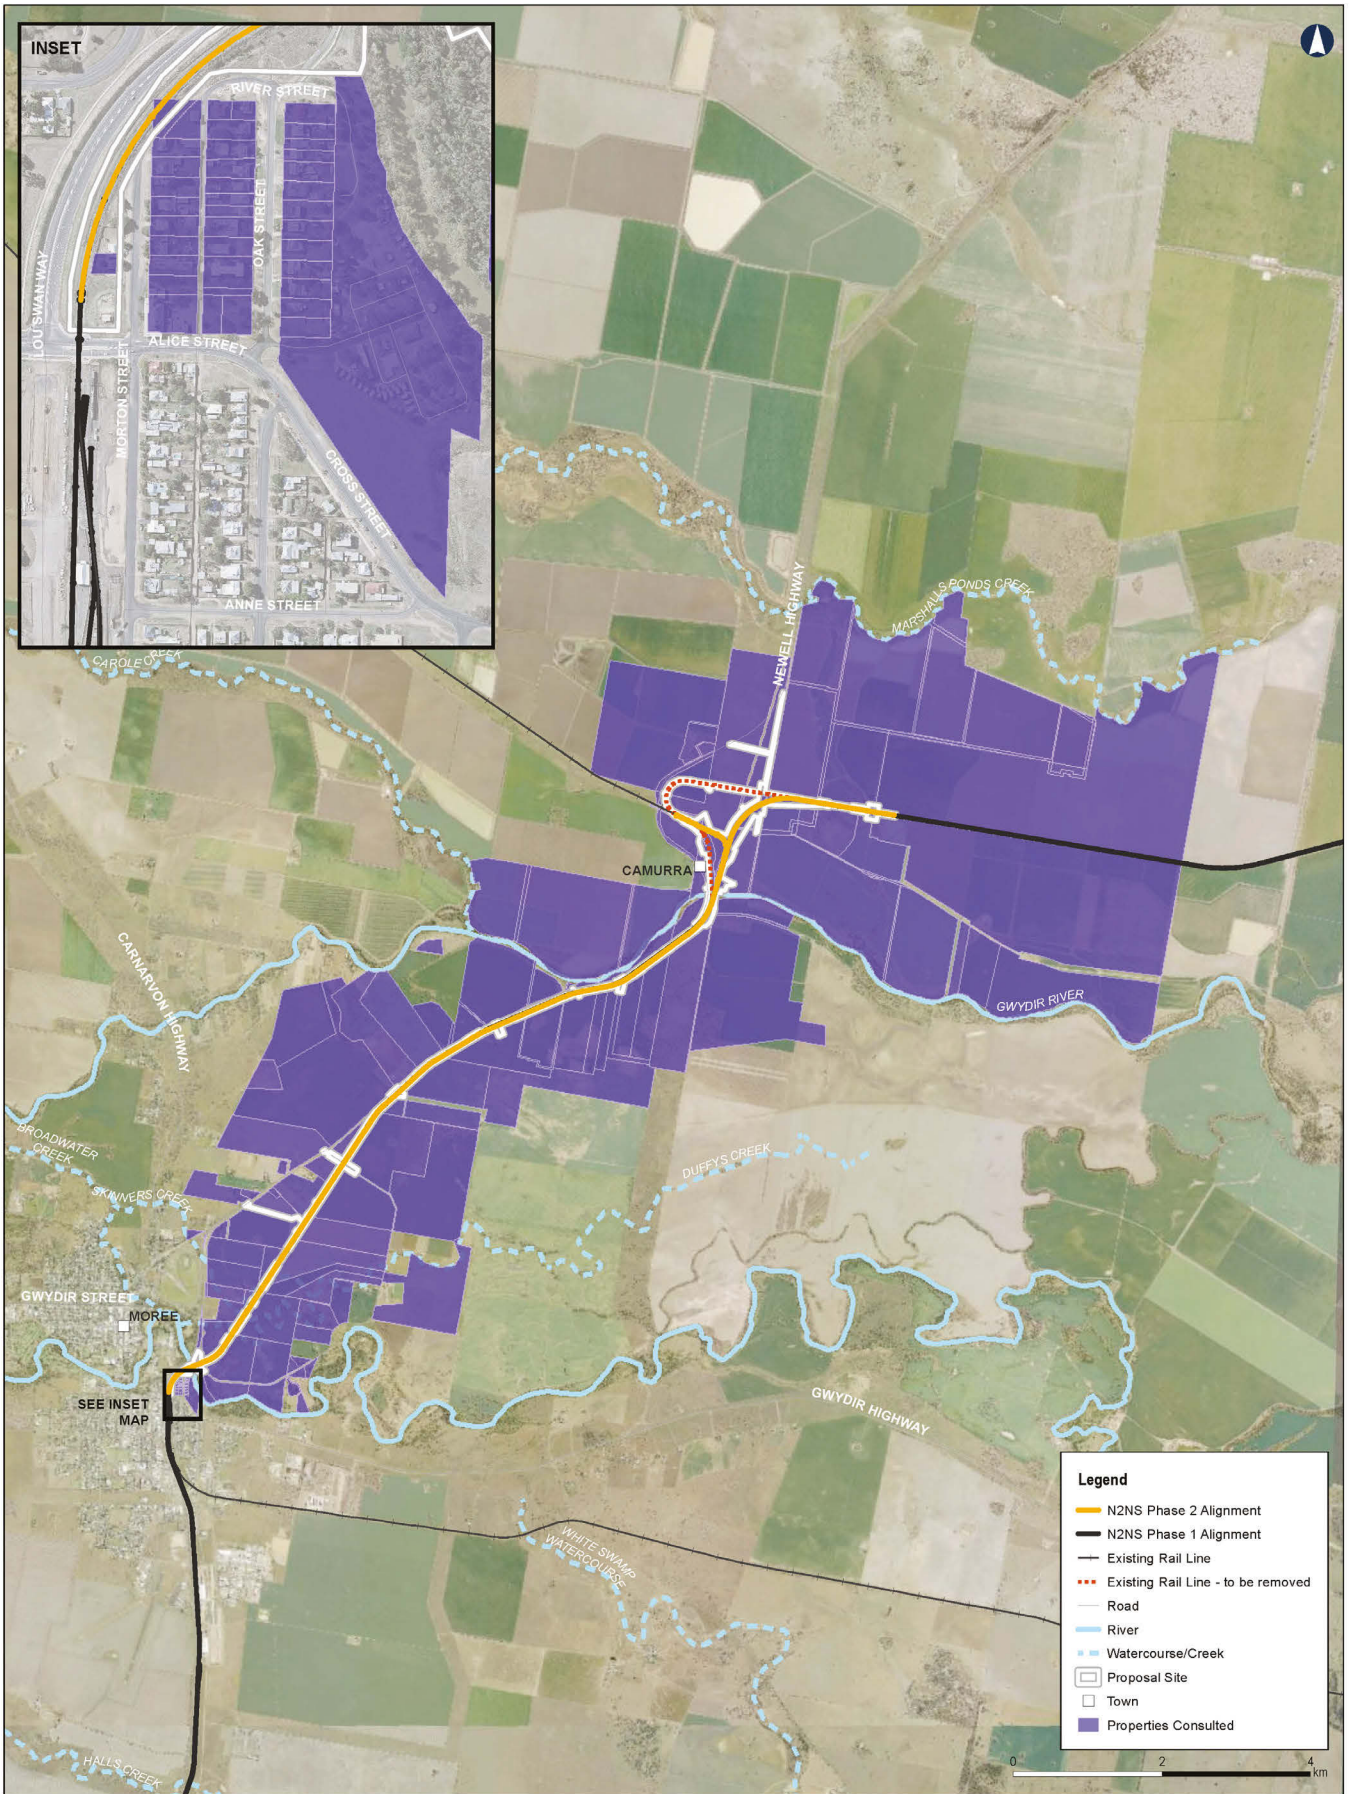 INSET
RIVER STREET
OAK STREET
LOU SWAN WAY
ALICE STREET
MORTON STREET
CROSS STREET
ANNE STREET
CAROLE CREEK
NEWELL HIGHWAY
MARSHALLS PONDS CREEK
CAMURRA
CARNARVON HIGHWAY
GWYDIR RIVER
BROADWATER
CREEK
DUFFYS CREEK
SKINNERS CREEK
GWYDIR STREET
MOREE
SEE INSET
MAP
GWYDIR HIGHWAY
WHITE SWAMP
WATERCOURSE
HALLS CREEK
Legend
N2NS Phase 2 Alignment
N2NS Phase 1 Alignment
Existing Rail Line
Existing Rail Line - to be removed
Road
River
Watercourse/Creek
Proposal Site
Town
Properties Consulted
0 2 4
km